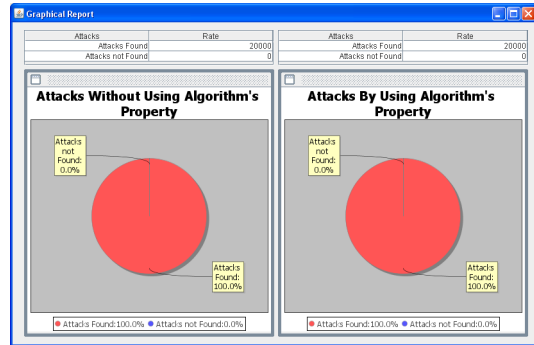 Graphical Report
Attacks Rate
Attacks Found 20000
Attacks not Found 0
Attacks Rate
Attacks Found 20000
Attacks not Found 0
Attacks Without Using Algorithm's
Property
Attacks
not
Found:
0.0%
Attacks
Found:
100.0%
Attacks Found:100.0% Attacks not Found:0.0%
Attacks By Using Algorithm's
Property
Attacks
not
Found:
0.0%
Attacks
Found:
100.0%
Attacks Found:100.0% Attacks not Found:0.0%